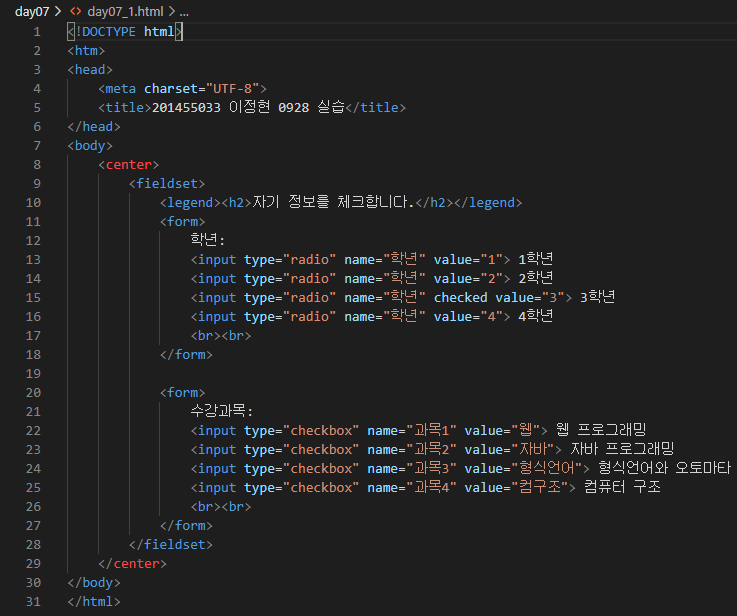 day07 > <> day07_1.html > ...
1 <!DOCTYPE html>
2 <htm>
3 <head>
4 <meta charset="UTF-8">
5 <title>201455033 이정현 0928 실습</title>
6 </head>
7 <body>
8 <center>
9 <fieldset>
10 <legend><h2>자기 정보를 체크합니다.</h2></legend>
11 <form>
12 학년:
13 <input type="radio" name="학년" value="1"> 1학년
14 <input type="radio" name="학년" value="2"> 2학년
15 <input type="radio" name="학년" checked value="3"> 3학년
16 <input type="radio" name="학년" value="4"> 4학년
17 <br><br>
18 </form>
19
20 <form>
21 수강과목:
22 <input type="checkbox" name="과목1" value="웹"> 웹 프로그래밍
23 <input type="checkbox" name="과목2" value="자바"> 자바 프로그래밍
24 <input type="checkbox" name="과목3" value="형식언어"> 형식언어와 오토마타
25 <input type="checkbox" name="과목4" value="컴구조"> 컴퓨터 구조
26 <br><br>
27 </form>
28 </fieldset>
29 </center>
30 </body>
31 </html>